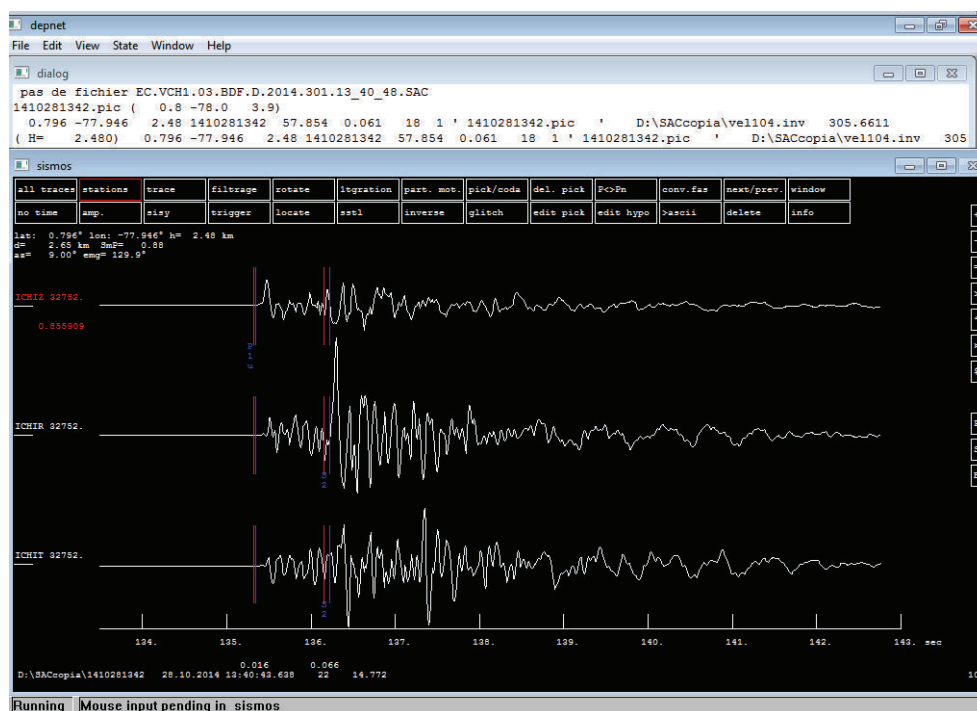 depnet
File Edit View State Window Help
dialog
pas de fichier EC.VCH1.03.BDF.D.2014.301.13_40_48.SAC
1410281342.pic ( 0.8 -78.0 3.9)
0.796 -77.946 2.48 1410281342 57.854 0.061 18 1 ' 1410281342.pic ' D:\SACcopia\vel104.inv 305.6611
( H= 2.480) 0.796 -77.946 2.48 1410281342 57.854 0.061 18 1 ' 1410281342.pic ' D:\SACcopia\vel104.inv 305
sismos
all traces stations trace filtrage rotate itgration part. mot. pick/coda del. pick P<>Pn conv.fas next/prev. window
no time amp. sisy trigger locate sstl inverse glitch edit pick edit hypo >ascii delete info
lat: 0.796° lon: -77.946° h= 2.48 km
d= 2.65 km SmP= 0.88
az= 9.00° emg= 129.9°
ICHIZ 32752.
0.855909
ICHIR 32752.
ICHIT 32752.
134. 135. 136. 137. 138. 139. 140. 141. 142. 143. sec
0.016 0.066
D:\SACcopia\1410281342 28.10.2014 13:40:43.638 22 14.772
Running Mouse input pending in sismos